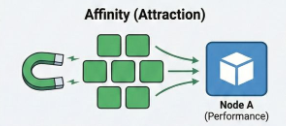 Affinity (Attraction)
Node A
(Performance)